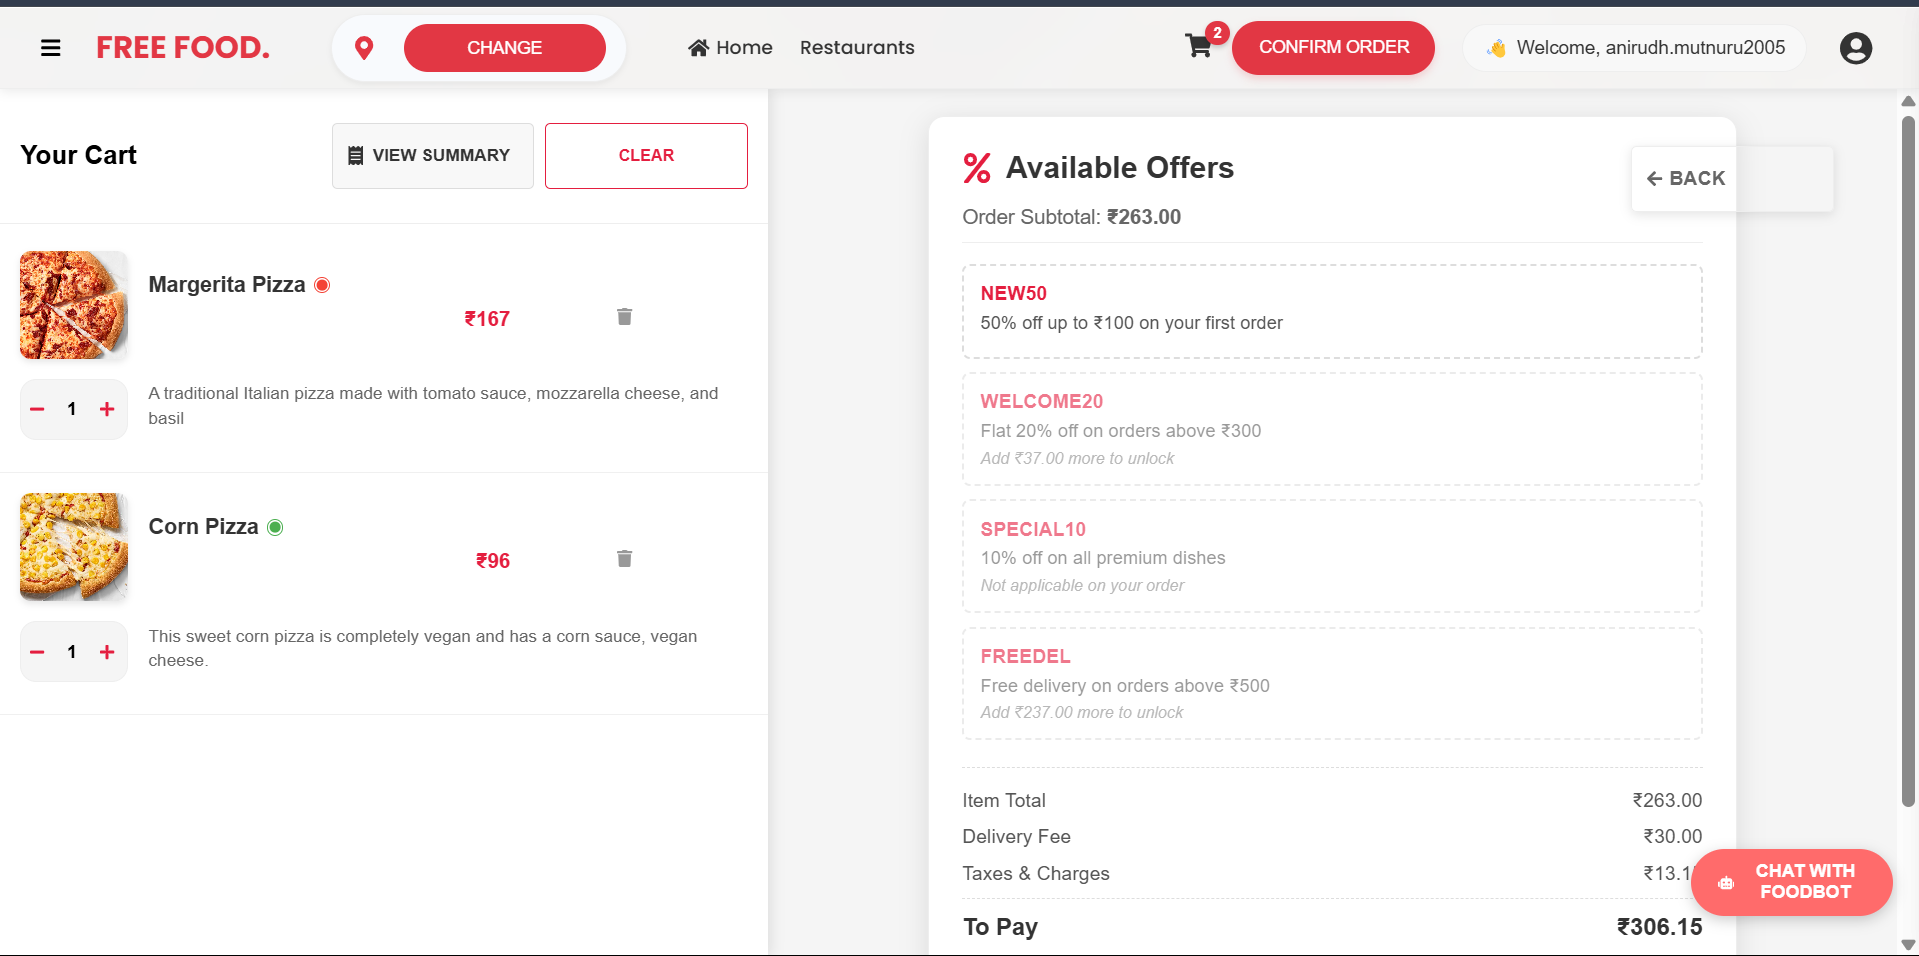 FREE FOOD.
CHANGE
Home
Restaurants
2
CONFIRM ORDER
Welcome, anirudh.mutnuru2005
Your Cart
VIEW SUMMARY
CLEAR
Margerita Pizza
₹167
1
A traditional Italian pizza made with tomato sauce, mozzarella cheese, and
basil
Corn Pizza
₹96
1
This sweet corn pizza is completely vegan and has a corn sauce, vegan
cheese.
% Available Offers
BACK
Order Subtotal: ₹263.00
NEW50
50% off up to ₹100 on your first order
WELCOME20
Flat 20% off on orders above ₹300
Add ₹37.00 more to unlock
SPECIAL10
10% off on all premium dishes
Not applicable on your order
FREEDEL
Free delivery on orders above ₹500
Add ₹237.00 more to unlock
Item Total ₹263.00
Delivery Fee ₹30.00
Taxes & Charges
To Pay ₹306.15
CHAT WITH
FOODBOT